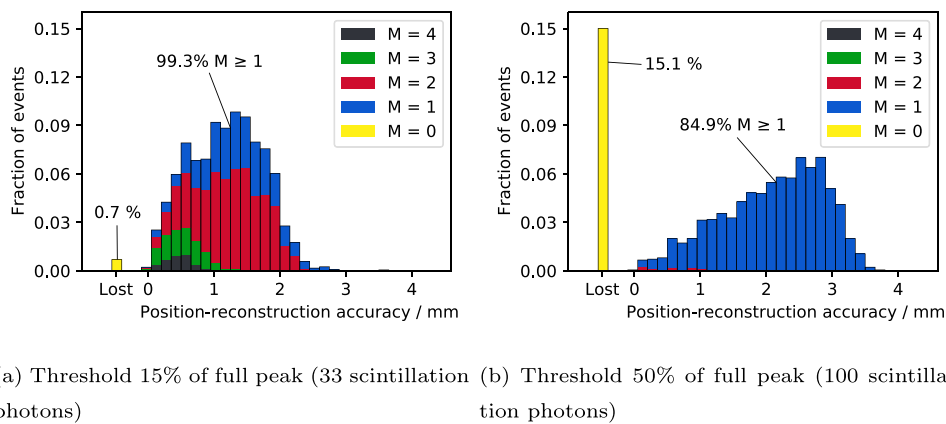 0.15
0.12
0.09
0.06
0.03
0.00
Fraction of events
99.3% M ≥ 1
0.7 %
M = 4
M = 3
M = 2
M = 1
M = 0
Lost 0 1 2 3 4
Position-reconstruction accuracy / mm
0.15
0.12
0.09
0.06
0.03
0.00
Fraction of events
15.1 %
84.9% M ≥ 1
M = 4
M = 3
M = 2
M = 1
M = 0
Lost 0 1 2 3 4
Position-reconstruction accuracy / mm
a) Threshold 15% of full peak (33 scintillation
photons)
(b) Threshold 50% of full peak (100 scintilla
tion photons)